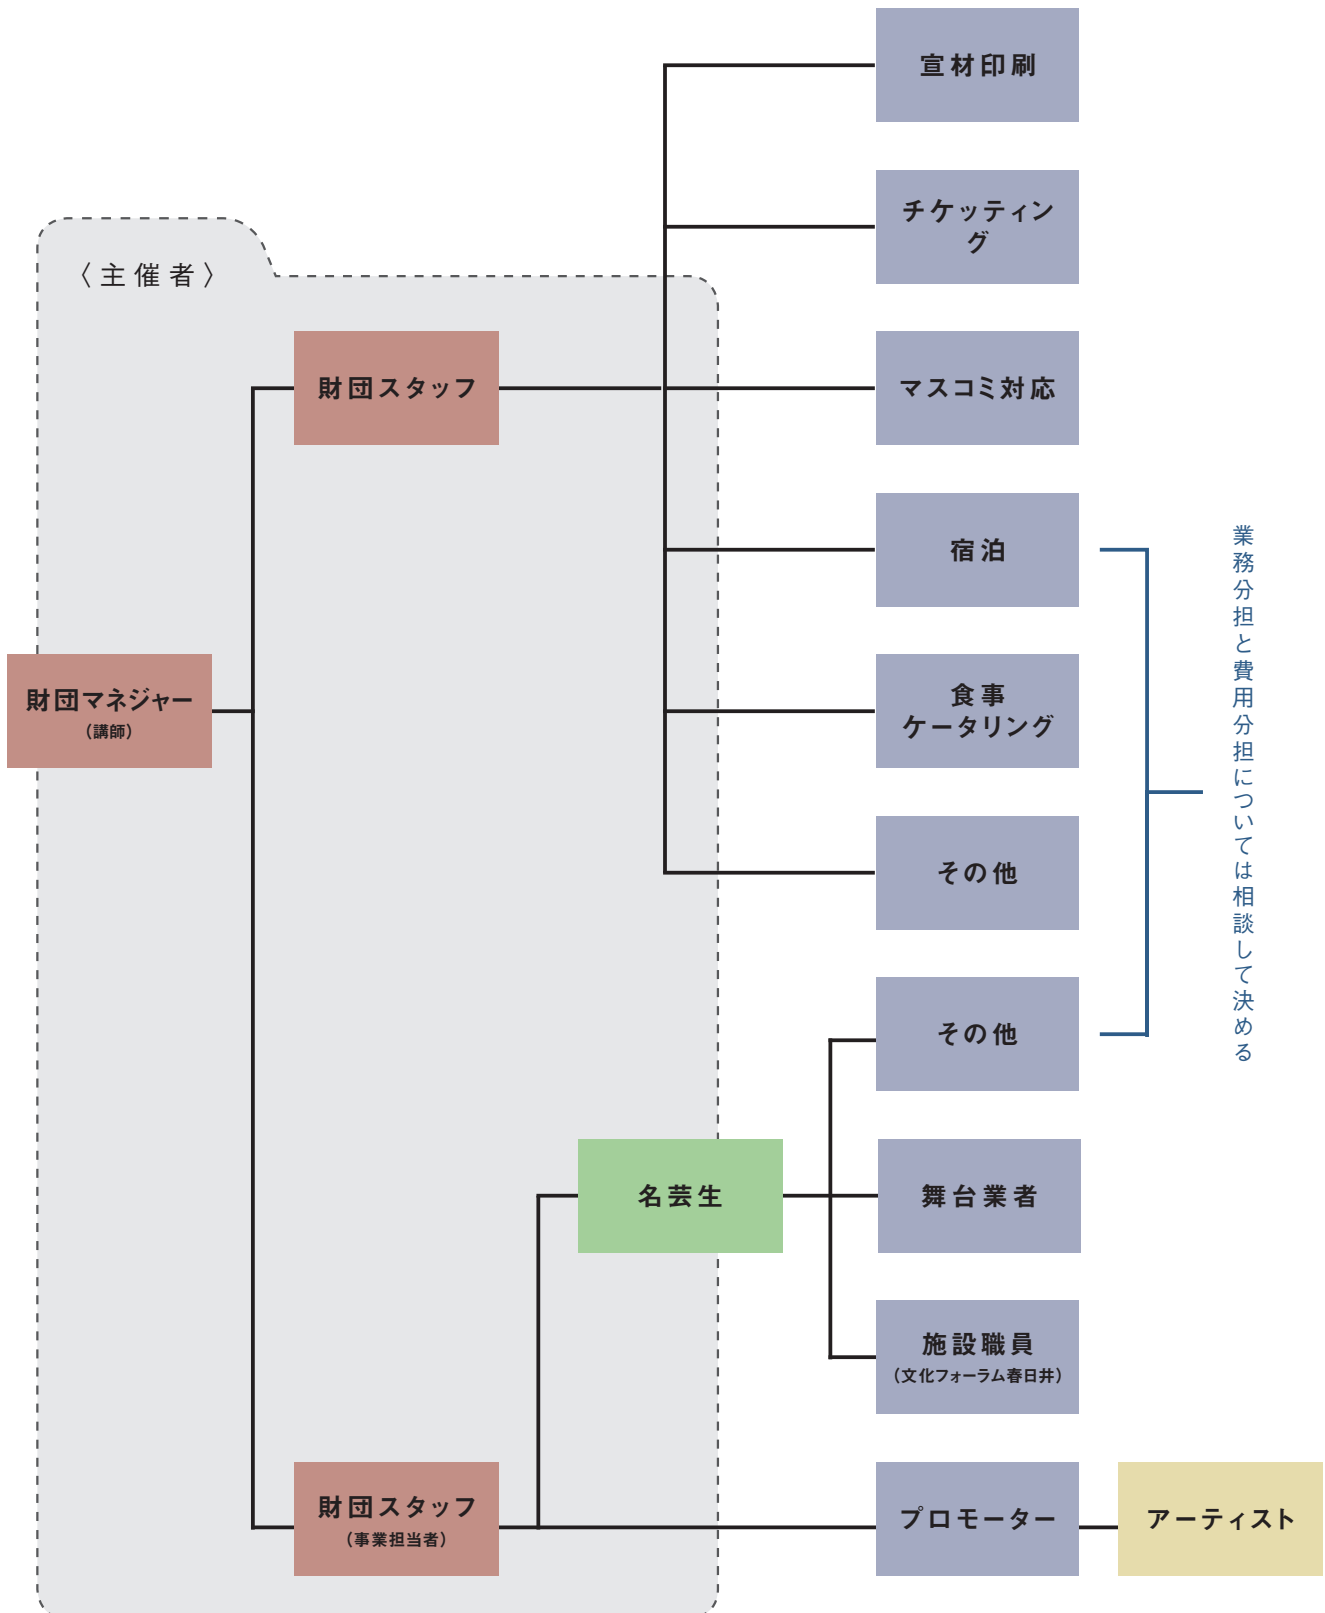 宣材印刷
チケッティン
グ
〈主催者〉
財団スタッフ
マスコミ対応
宿泊
財団マネジャー
（講師）
食事
ケータリング
その他
業務分担と費用分担については相談して決める
その他
名芸生
舞台業者
施設職員
（文化フォーラム春日井）
財団スタッフ
（事業担当者）
プロモーター
アーティスト